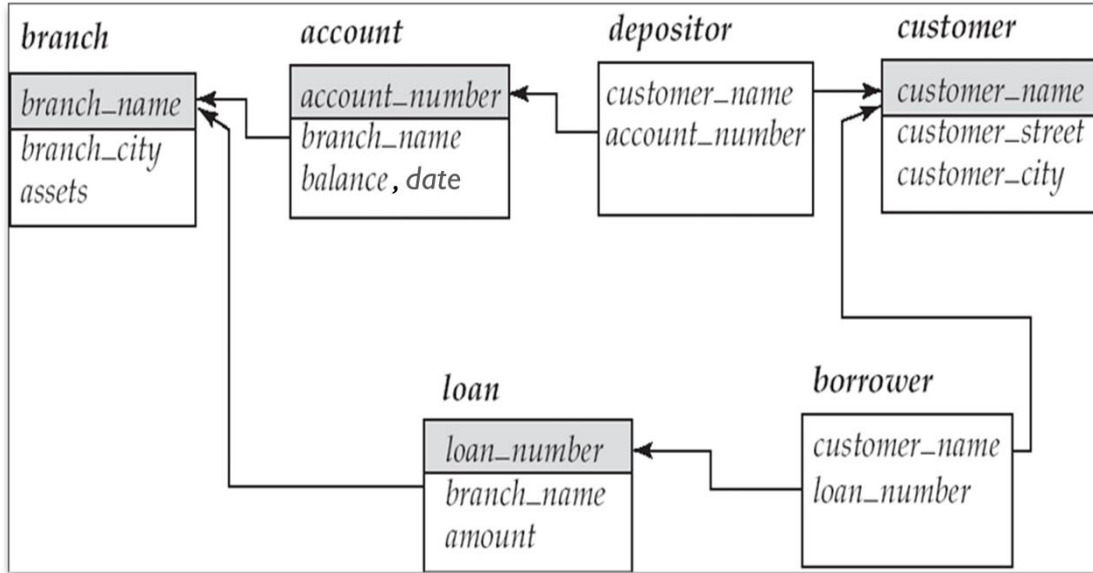 branch
branch_name
branch_city
assets
account
account_number
branch_name
balance, date
depositor
customer_name
account_number
customer
customer_name
customer_street
customer_city
loan
loan_number
branch_name
amount
borrower
customer_name
loan_number